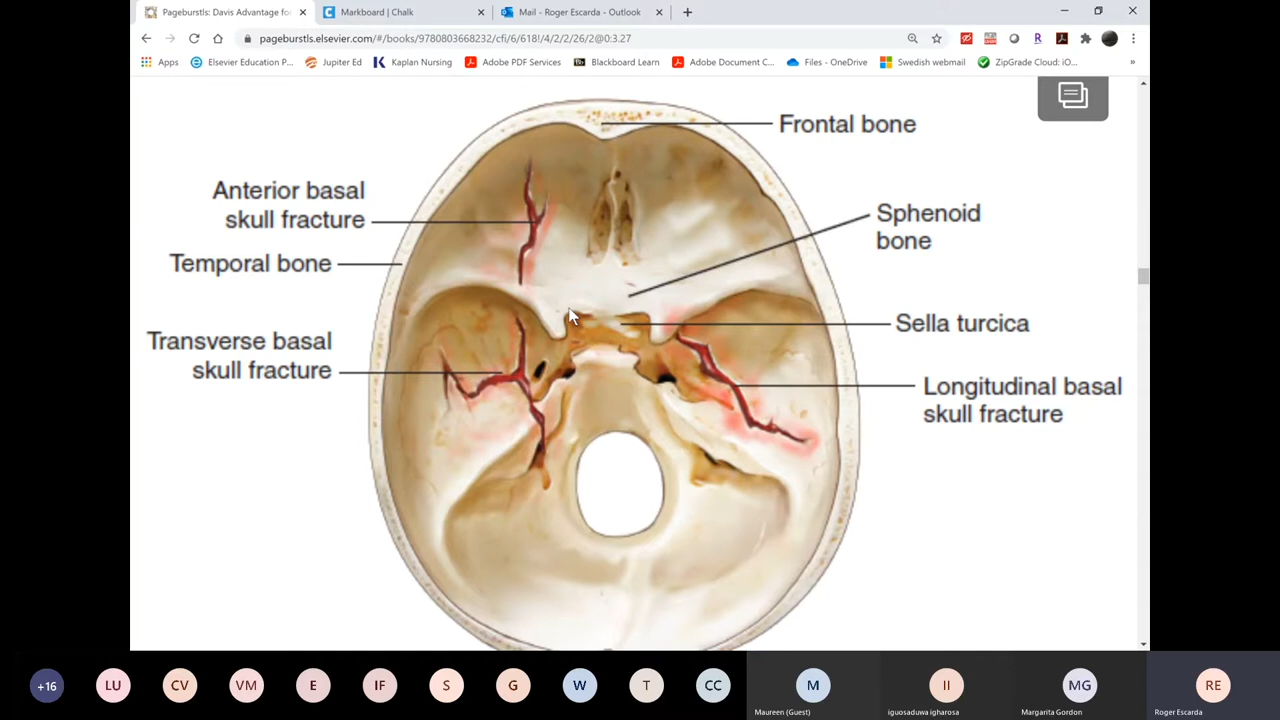 Pageburstls: Davis Advantage for
Markboard | Chalk
Mail - Roger Escarda - Outlook
pageburstls.elsevier.com/#/books/9780803668232/cfi/6/618!/4/2/2/26/2@0:3.27
Apps
Elsevier Education P...
Jupiter Ed
Kaplan Nursing
Adobe PDF Services
Blackboard Learn
Adobe Document C...
Files - OneDrive
Swedish webmail
ZipGrade Cloud: iO...
Frontal bone
Anterior basal
skull fracture
Sphenoid
bone
Temporal bone
Sella turcica
Transverse basal
skull fracture
Longitudinal basal
skull fracture
+16
LU
CV
VM
E
IF
S
G
W
T
CC
M
II
MG
RE
Maureen (Guest)
iguosaduwa igharosa
Margarita Gordon
Roger Escarda